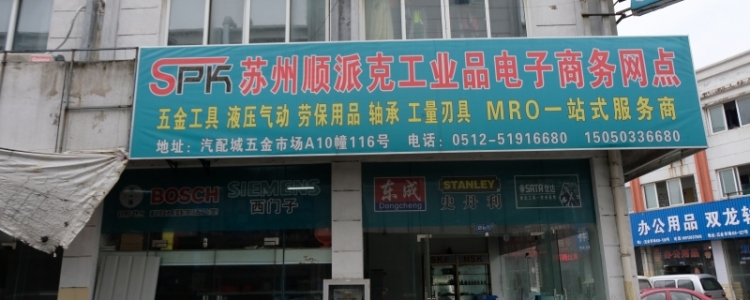 SPK 苏州顺派克工业品电子商务网点
五金工具 液压气动 劳保用品 轴承 工量刃具 MRO一站式服务商
地址：汽配城五金市场A10幢116号 电话：0512-51916680 15050336680
BOSCH SIEMENS 西门子
东成 Dongcheng
STANLEY 史丹利
SATA 世达
办公用品 双龙软